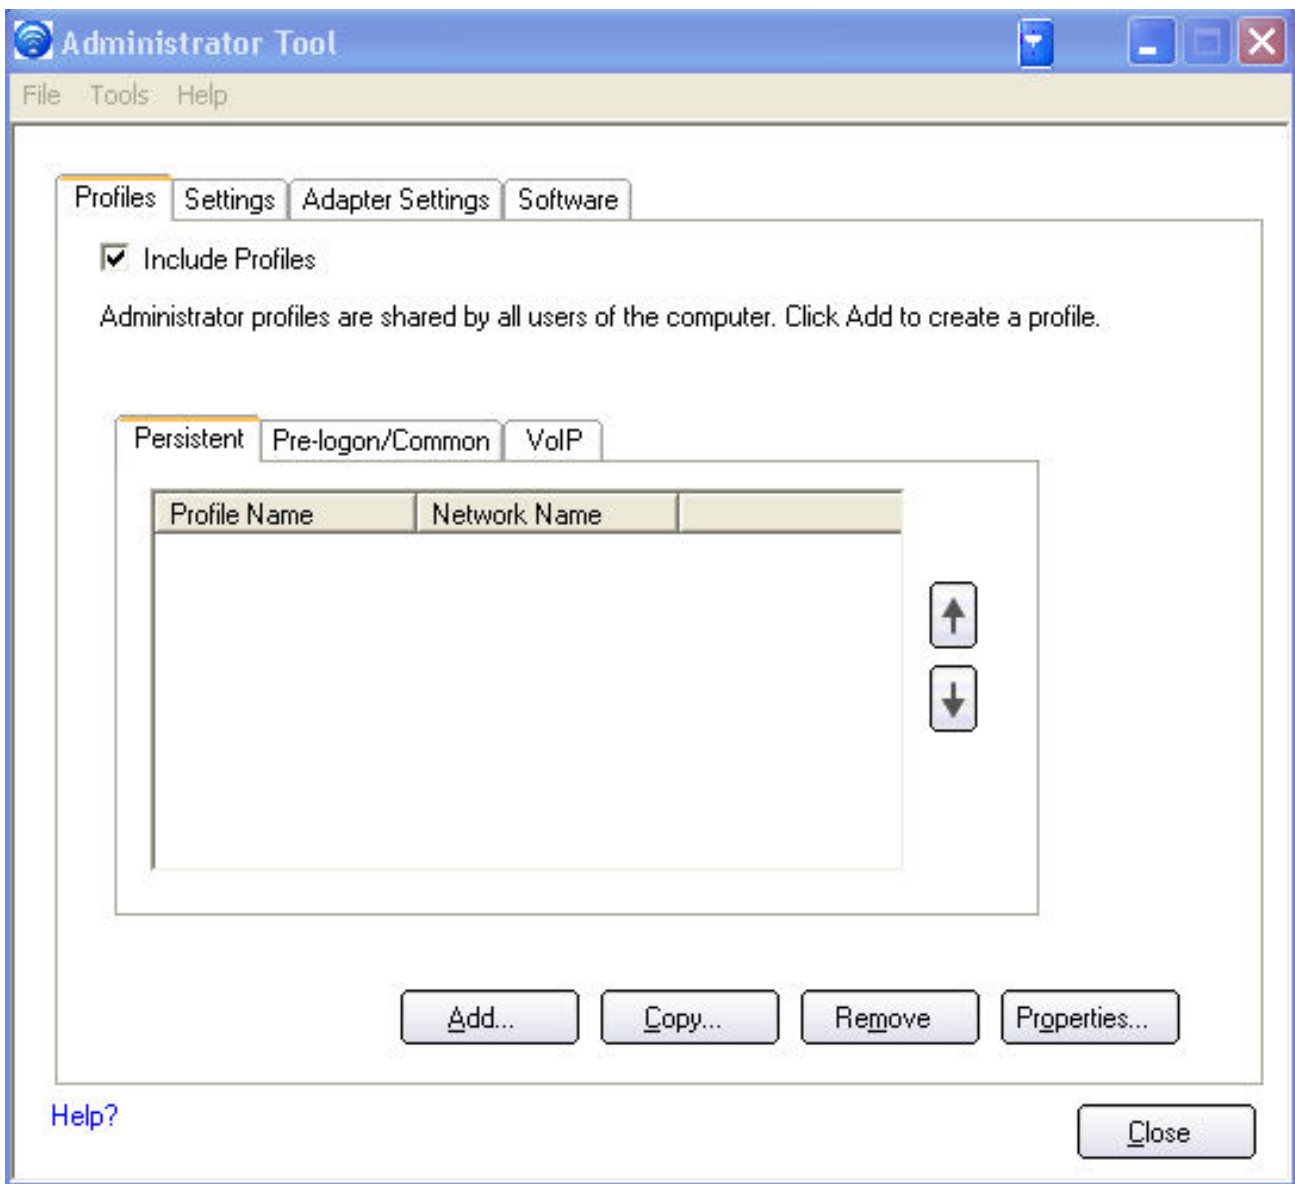 Administrator Tool
File Tools Help
Profiles Settings Adapter Settings Software
Include Profiles
Administrator profiles are shared by all users of the computer. Click Add to create a profile.
Persistent Pre-logon/Common VoIP
Profile Name Network Name
Add... Copy... Remove Properties...
Help?
Close